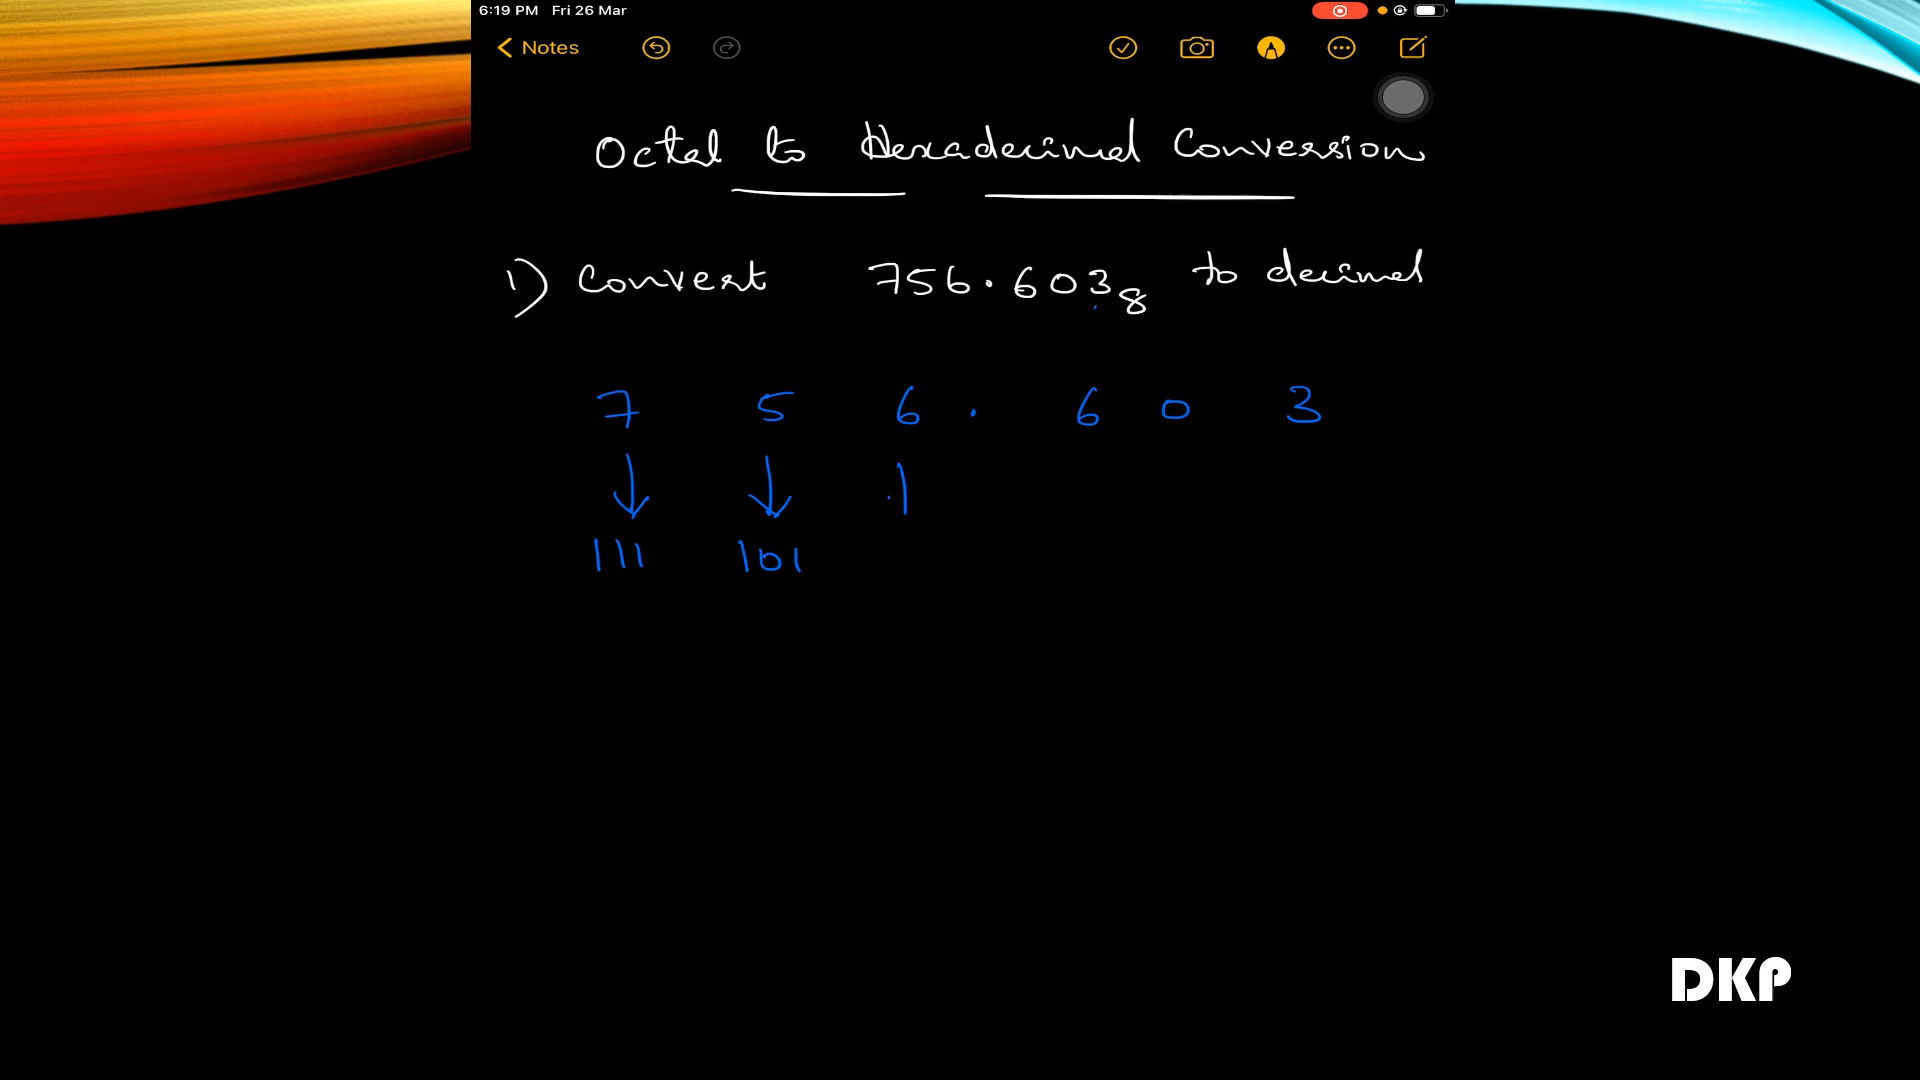 6:19 PM Fri 26 Mar
Notes
Octal to Hexadecimal Conversion
1) Convert 756.603₈ to decimal
7 5 6 . 6 0 3
111 101
DKP